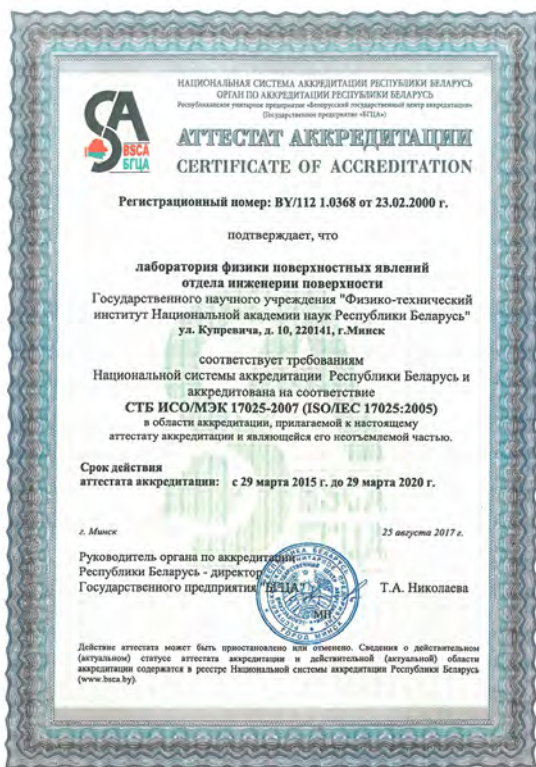 НАЦИОНАЛЬНАЯ СИСТЕМА АККРЕДИТАЦИИ РЕСПУБЛИКИ БЕЛАРУСЬ
ОРГАН ПО АККРЕДИТАЦИИ РЕСПУБЛИКИ БЕЛАРУСЬ
Республиканское унитарное предприятие «Белорусский государственный центр аккредитации»
(Государственное предприятие «БГЦА»)
BSCA
БГЦА
АТТЕСТАТ АККРЕДИТАЦИИ
CERTIFICATE OF ACCREDITATION
Регистрационный номер: BY/112 1.0368 от 23.02.2000 г.
подтверждает, что
лаборатория физики поверхностных явлений
отдела инженерии поверхности
Государственного научного учреждения "Физико-технический
институт Национальной академии наук Республики Беларусь"
ул. Купревича, д. 10, 220141, г.Минск
соответствует требованиям
Национальной системы аккредитации Республики Беларусь и
аккредитована на соответствие
СТБ ИСО/МЭК 17025-2007 (ISO/IEC 17025:2005)
в области аккредитации, прилагаемой к настоящему
аттестату аккредитации и являющейся его неотъемлемой частью.
Срок действия
аттестата аккредитации: с 29 марта 2015 г. до 29 марта 2020 г.
г. Минск 25 августа 2017 г.
Руководитель органа по аккредитации
Республики Беларусь - директор
Государственного предприятия "БГЦА" Т.А. Николаева
МП
Действие аттестата может быть приостановлено или отменено. Сведения о действительном
(актуальном) статусе аттестата аккредитации и действительной (актуальной) области
аккредитации содержатся в реестре Национальной системы аккредитации Республики Беларусь
(www.bsca.by).